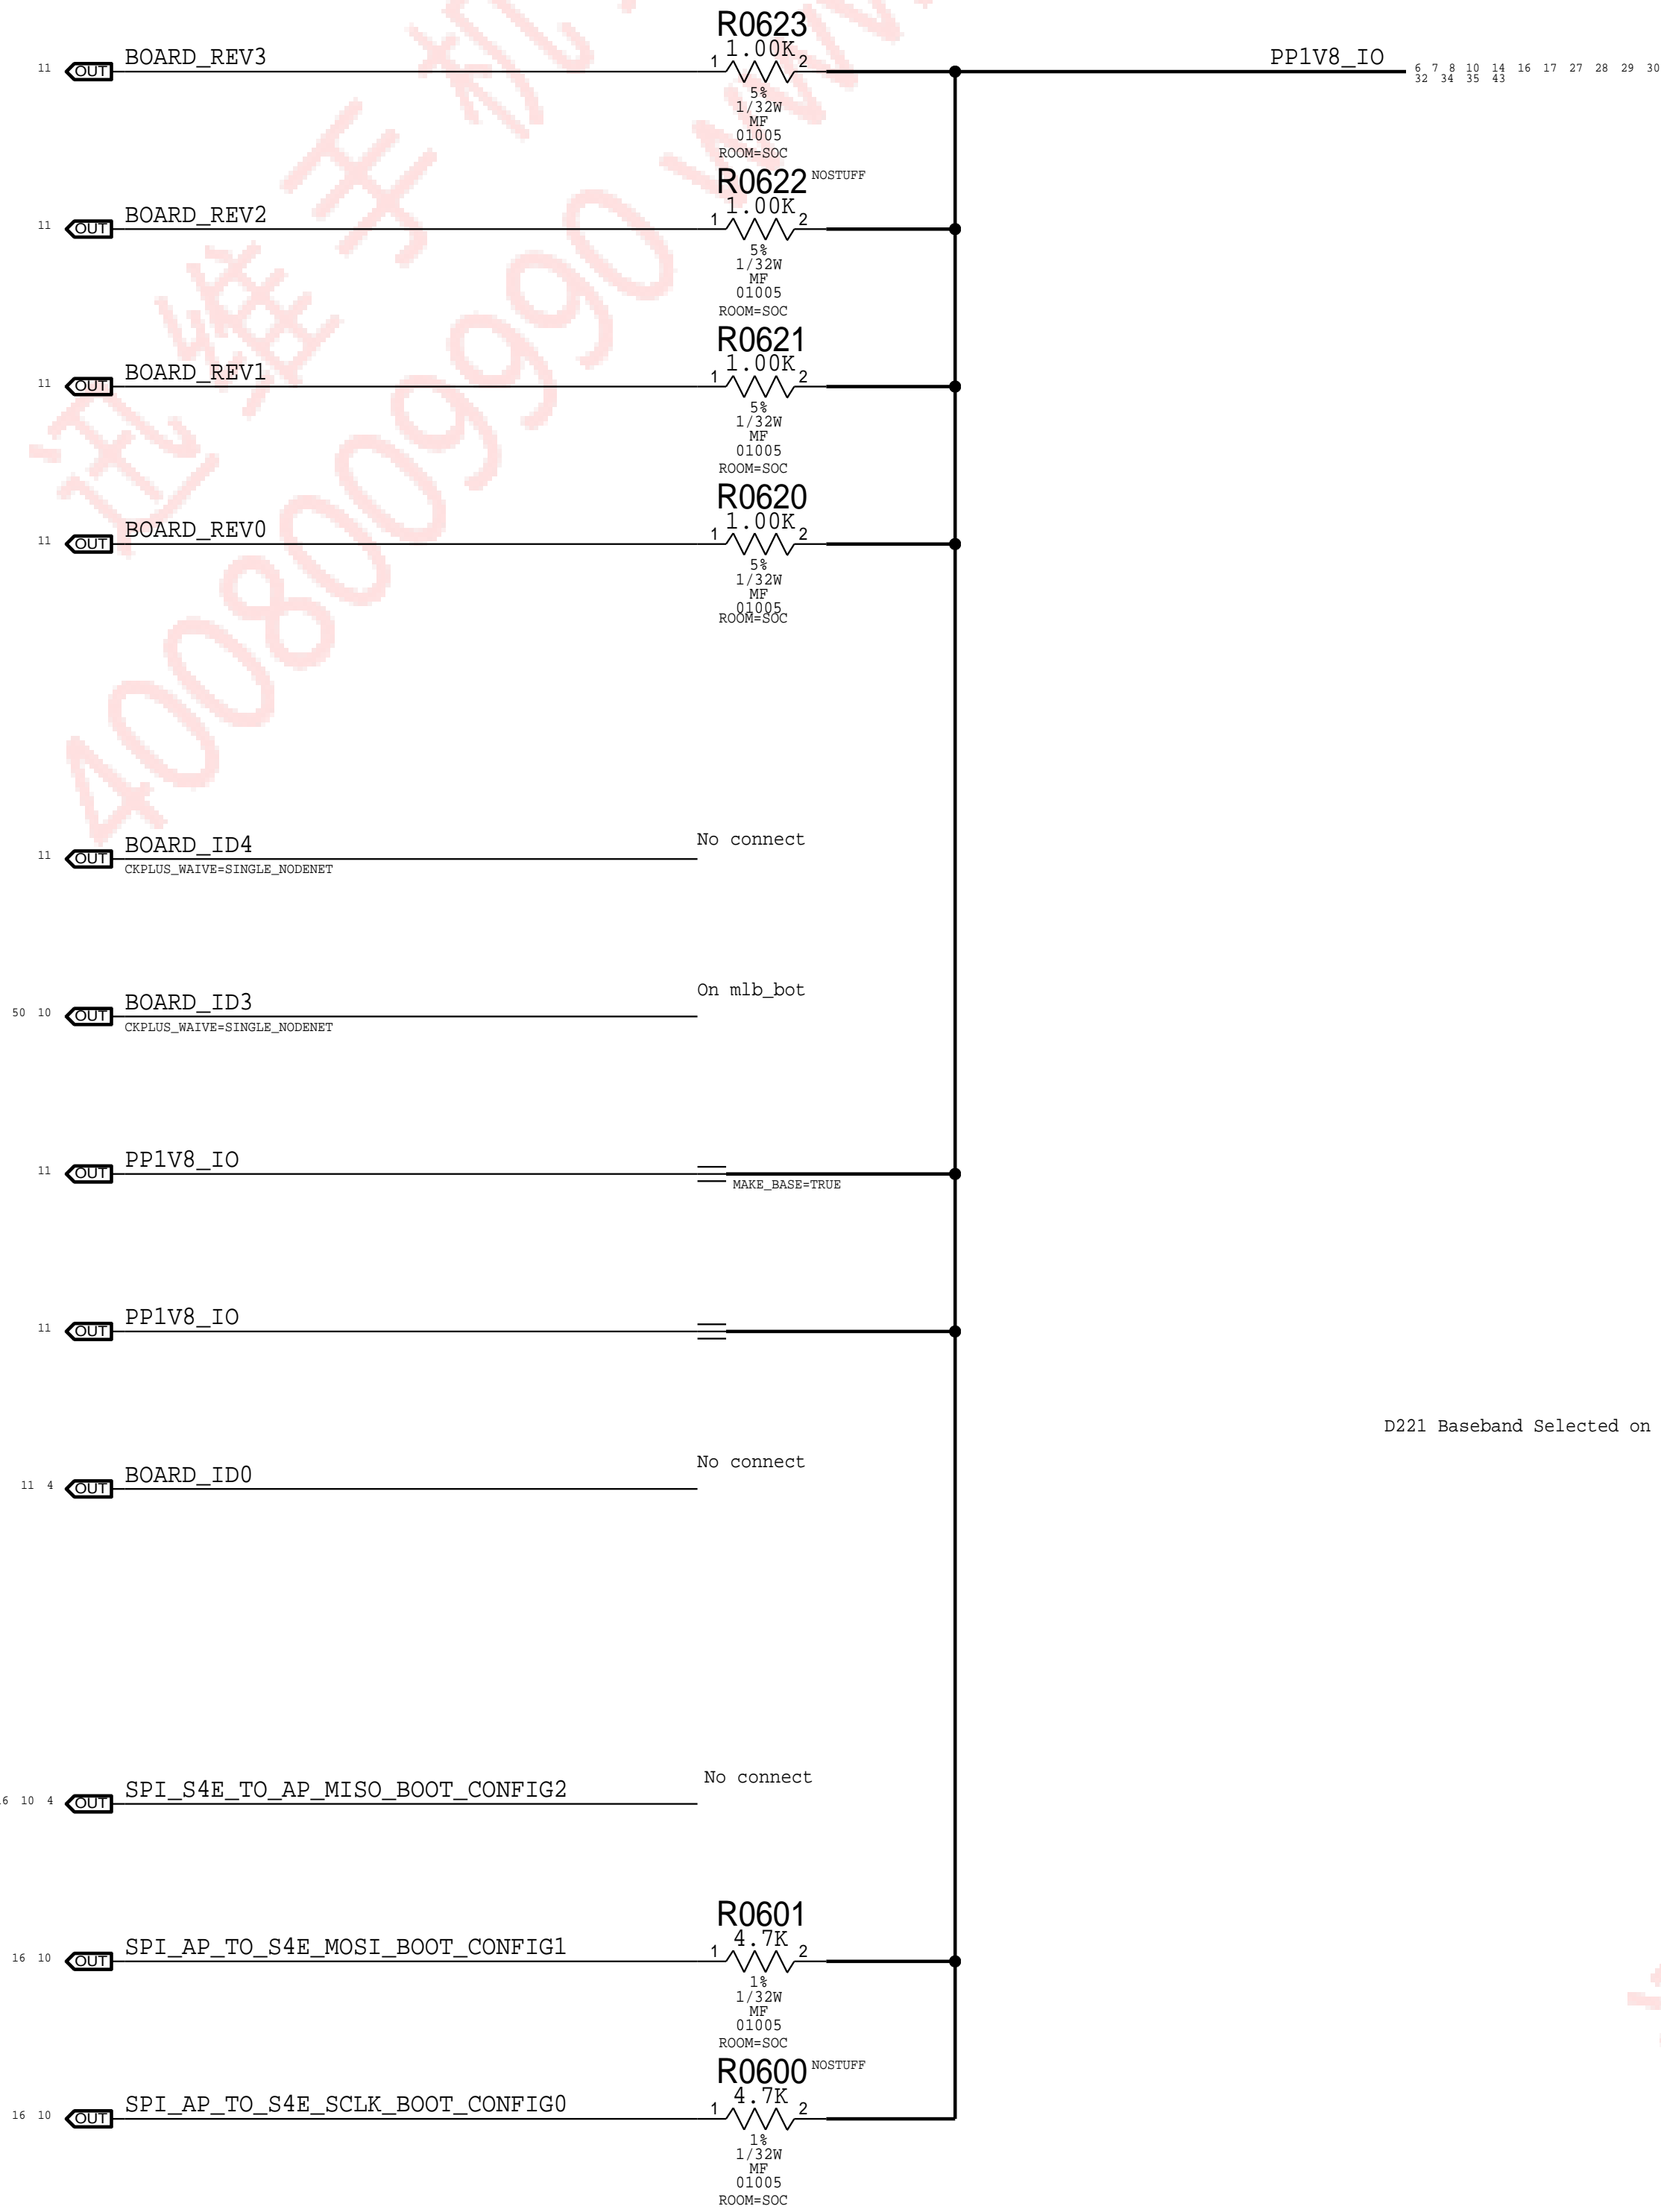 R0623
BOARD_REV3
1.00K
PP1V8_IO
11 OUT
1 2
6 7 8 10 14 16 17 27 28 29 30
32 34 35 43
5%
1/32W
MF
01005
ROOM=SOC
R0622 NOSTUFF
BOARD_REV2
1.00K
11 OUT
1 2
5%
1/32W
MF
01005
ROOM=SOC
R0621
BOARD_REV1
1.00K
11 OUT
1 2
5%
1/32W
MF
01005
ROOM=SOC
R0620
BOARD_REV0
1.00K
11 OUT
1 2
5%
1/32W
MF
01005
ROOM=SOC
BOARD_ID4
No connect
11 OUT
CKPLUS_WAIVE=SINGLE_NODENET
BOARD_ID3
On mlb_bot
50 10 OUT
CKPLUS_WAIVE=SINGLE_NODENET
PP1V8_IO
11 OUT
MAKE_BASE=TRUE
PP1V8_IO
11 OUT
D221 Baseband Selected on
BOARD_ID0
No connect
11 4 OUT
SPI_S4E_TO_AP_MISO_BOOT_CONFIG2
No connect
6 10 4 OUT
R0601
SPI_AP_TO_S4E_MOSI_BOOT_CONFIG1
4.7K
16 10 OUT
1 2
1%
1/32W
MF
01005
ROOM=SOC
R0600 NOSTUFF
SPI_AP_TO_S4E_SCLK_BOOT_CONFIG0
4.7K
16 10 OUT
1 2
1%
1/32W
MF
01005
ROOM=SOC
迅维手机
4008009990 www